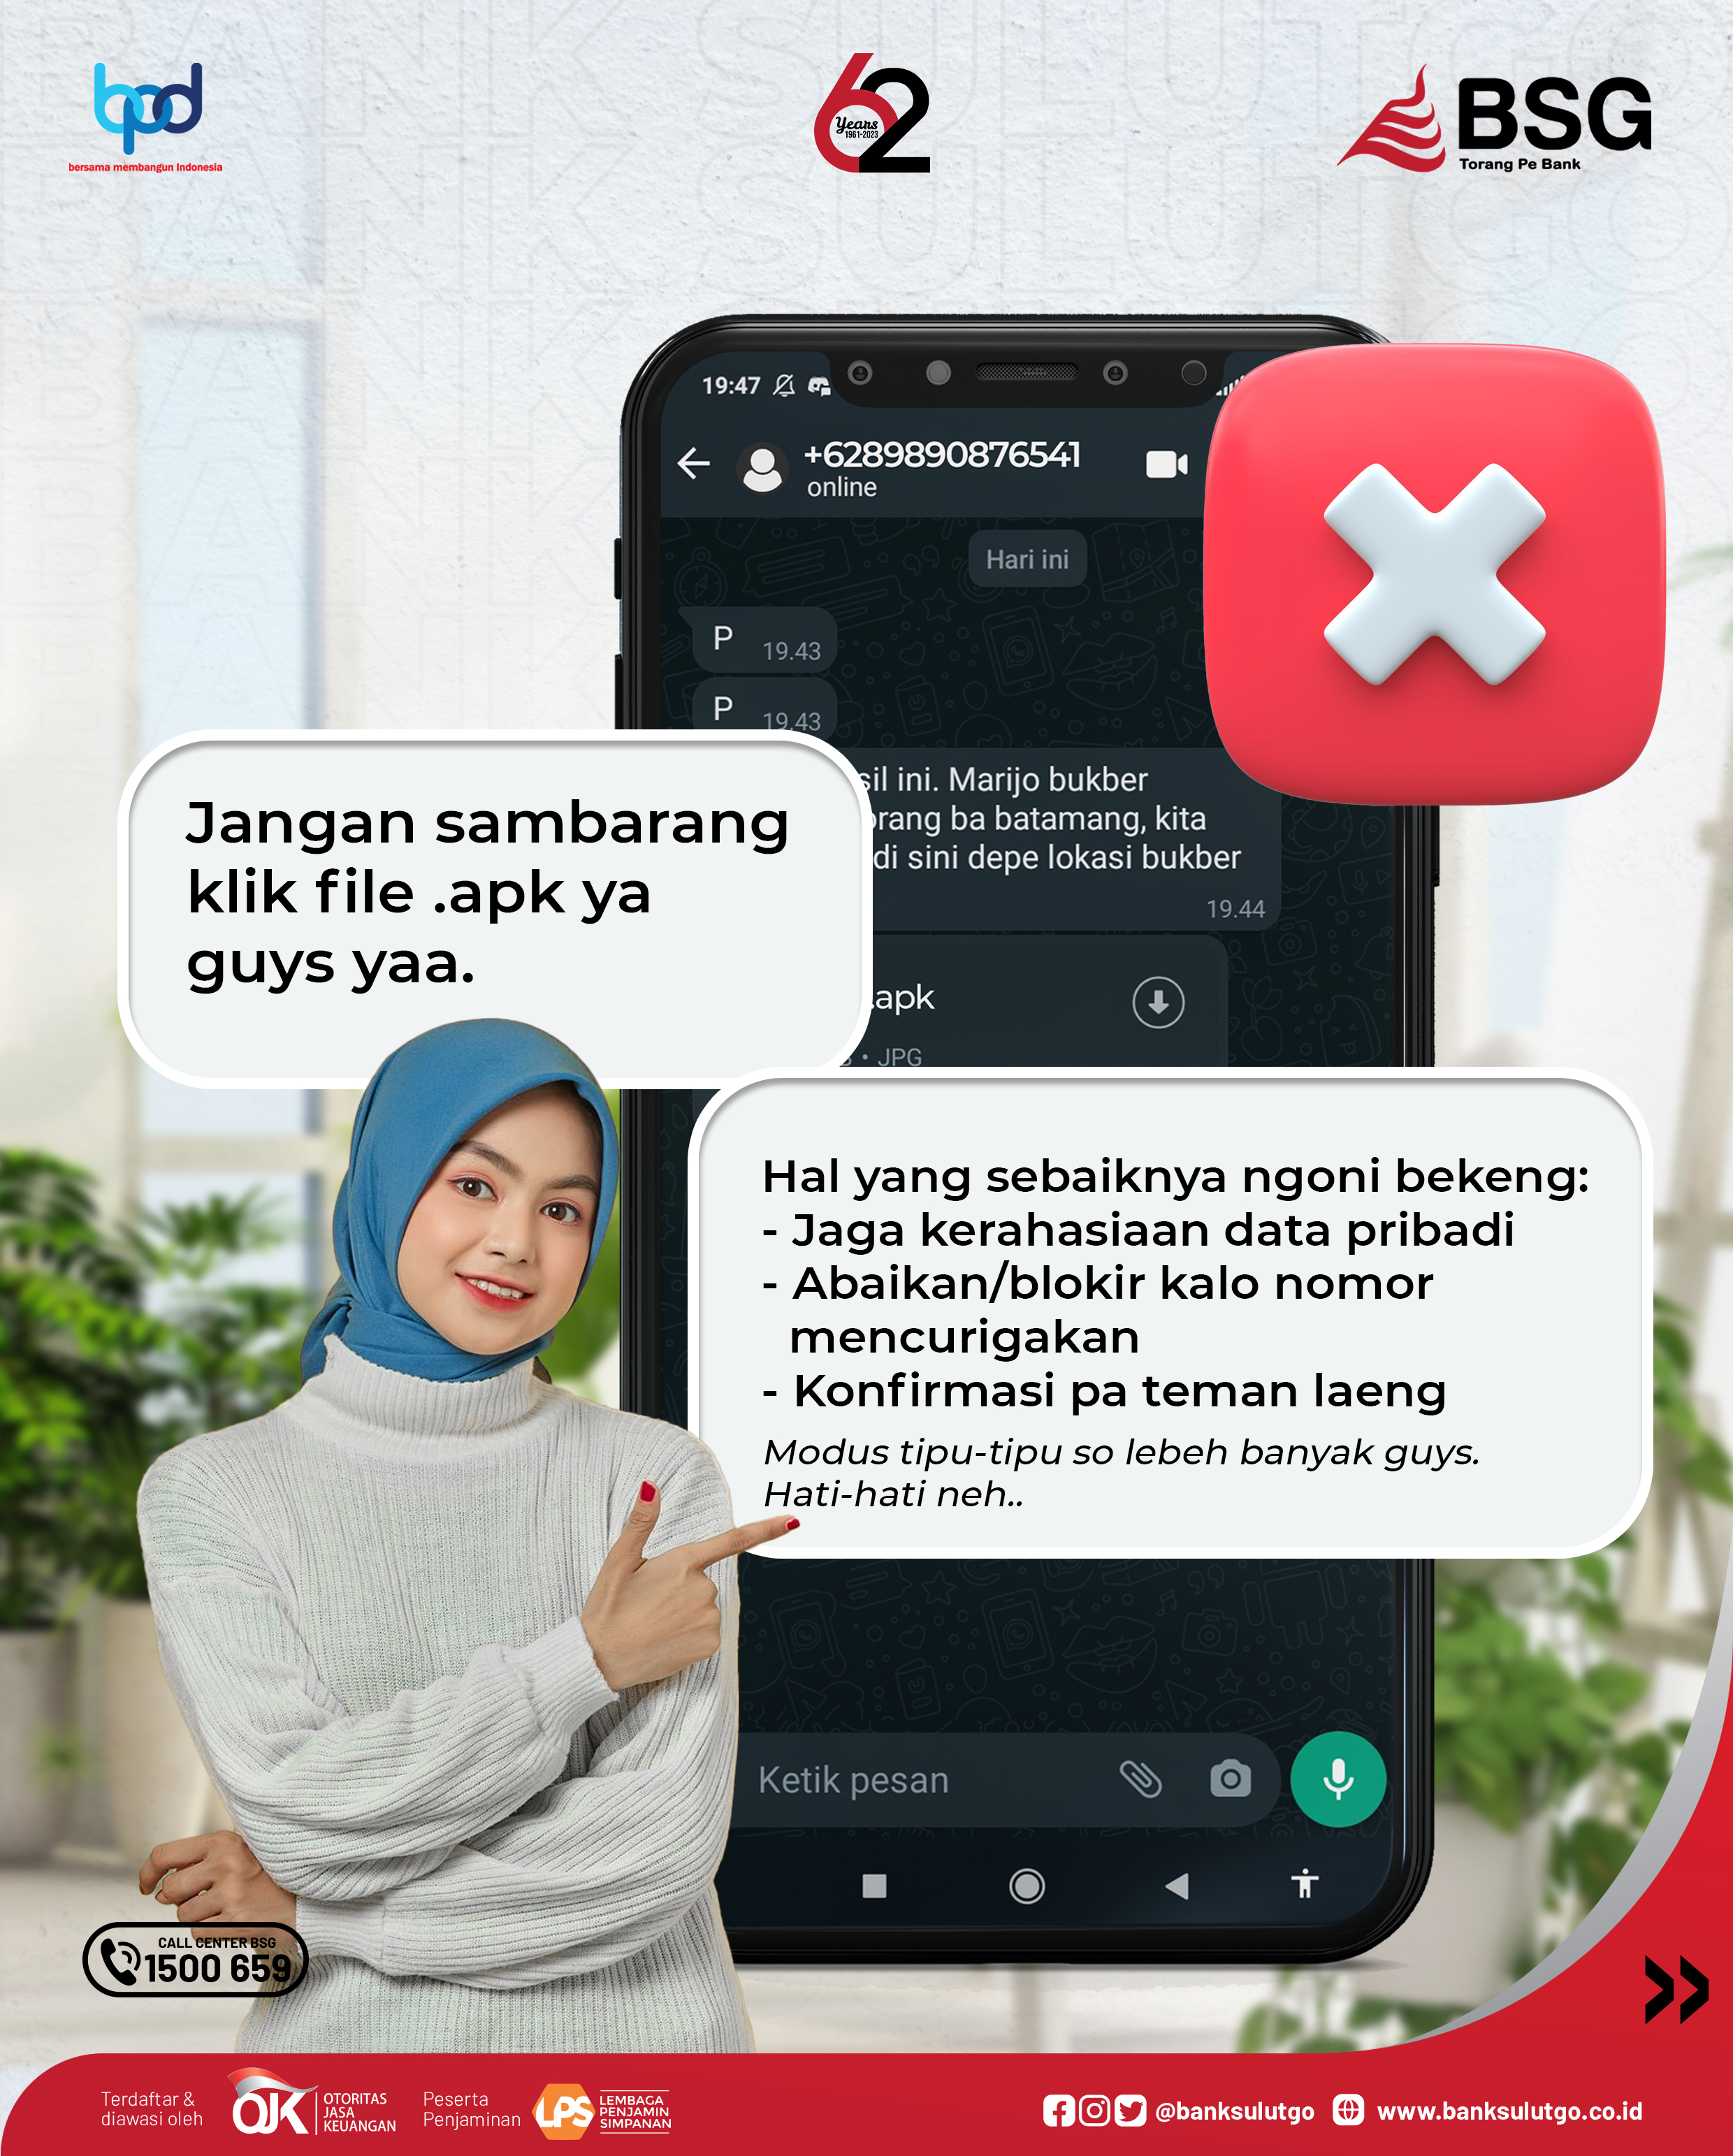 BANK SULUTGO
bpd
bersama membangun Indonesia
62
Years
1961-2023
BSG
Torang Pe Bank
19:47
+6289890876541
online
Hari ini
P 19.43
P 19.43
sil ini. Marijo bukber
orang ba batamang, kita
di sini depe lokasi bukber
19.44
.apk
• JPG
Jangan sambarang
klik file .apk ya
guys yaa.
Hal yang sebaiknya ngoni bekeng:
- Jaga kerahasiaan data pribadi
- Abaikan/blokir kalo nomor
mencurigakan
- Konfirmasi pa teman laeng
Modus tipu-tipu so lebeh banyak guys.
Hati-hati neh..
Ketik pesan
CALL CENTER BSG
1500 659
Terdaftar &
diawasi oleh
OJK
OTORITAS
JASA
KEUANGAN
Peserta
Penjaminan
LPS
LEMBAGA
PENJAMIN
SIMPANAN
@banksulutgo
www.banksulutgo.co.id